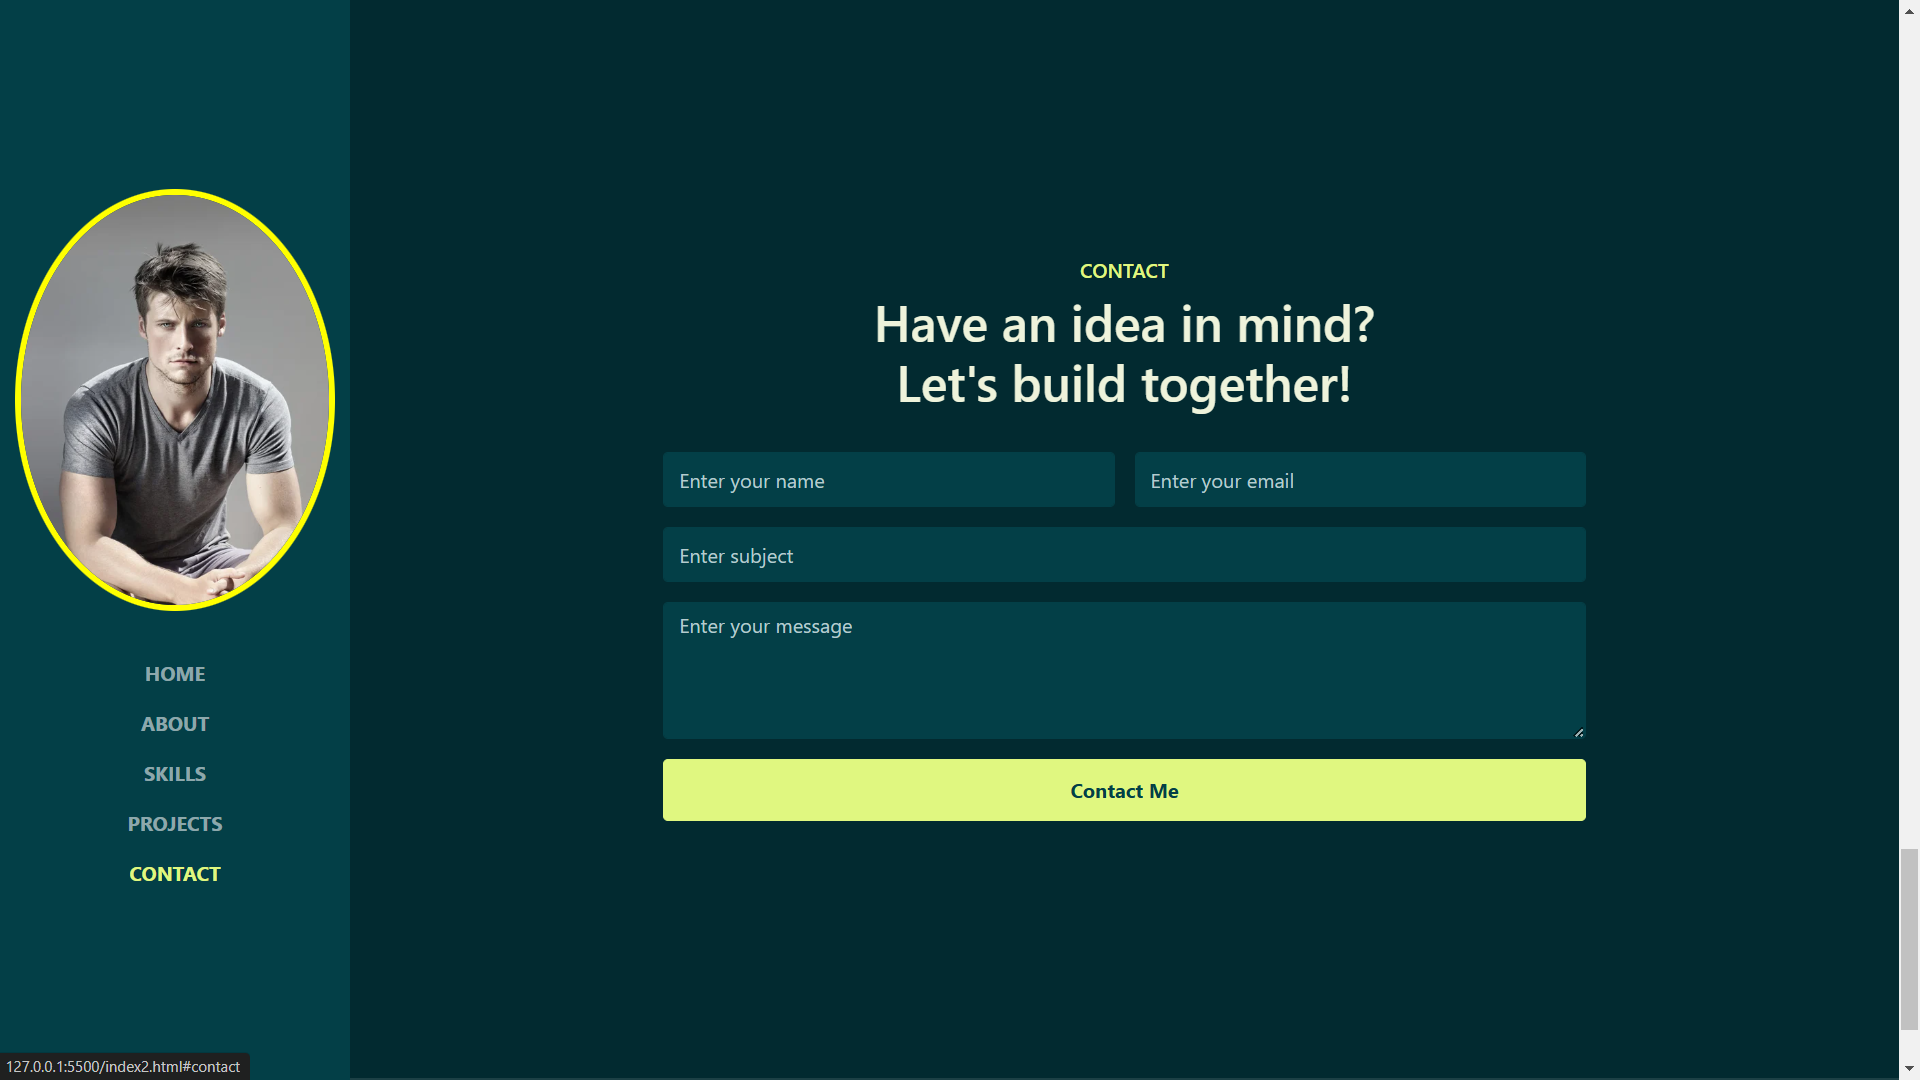 HOME
ABOUT
SKILLS
PROJECTS
CONTACT
CONTACT
Have an idea in mind?
Let's build together!
Enter your name
Enter your email
Enter subject
Enter your message
Contact Me
127.0.0.1:5500/index2.html#contact